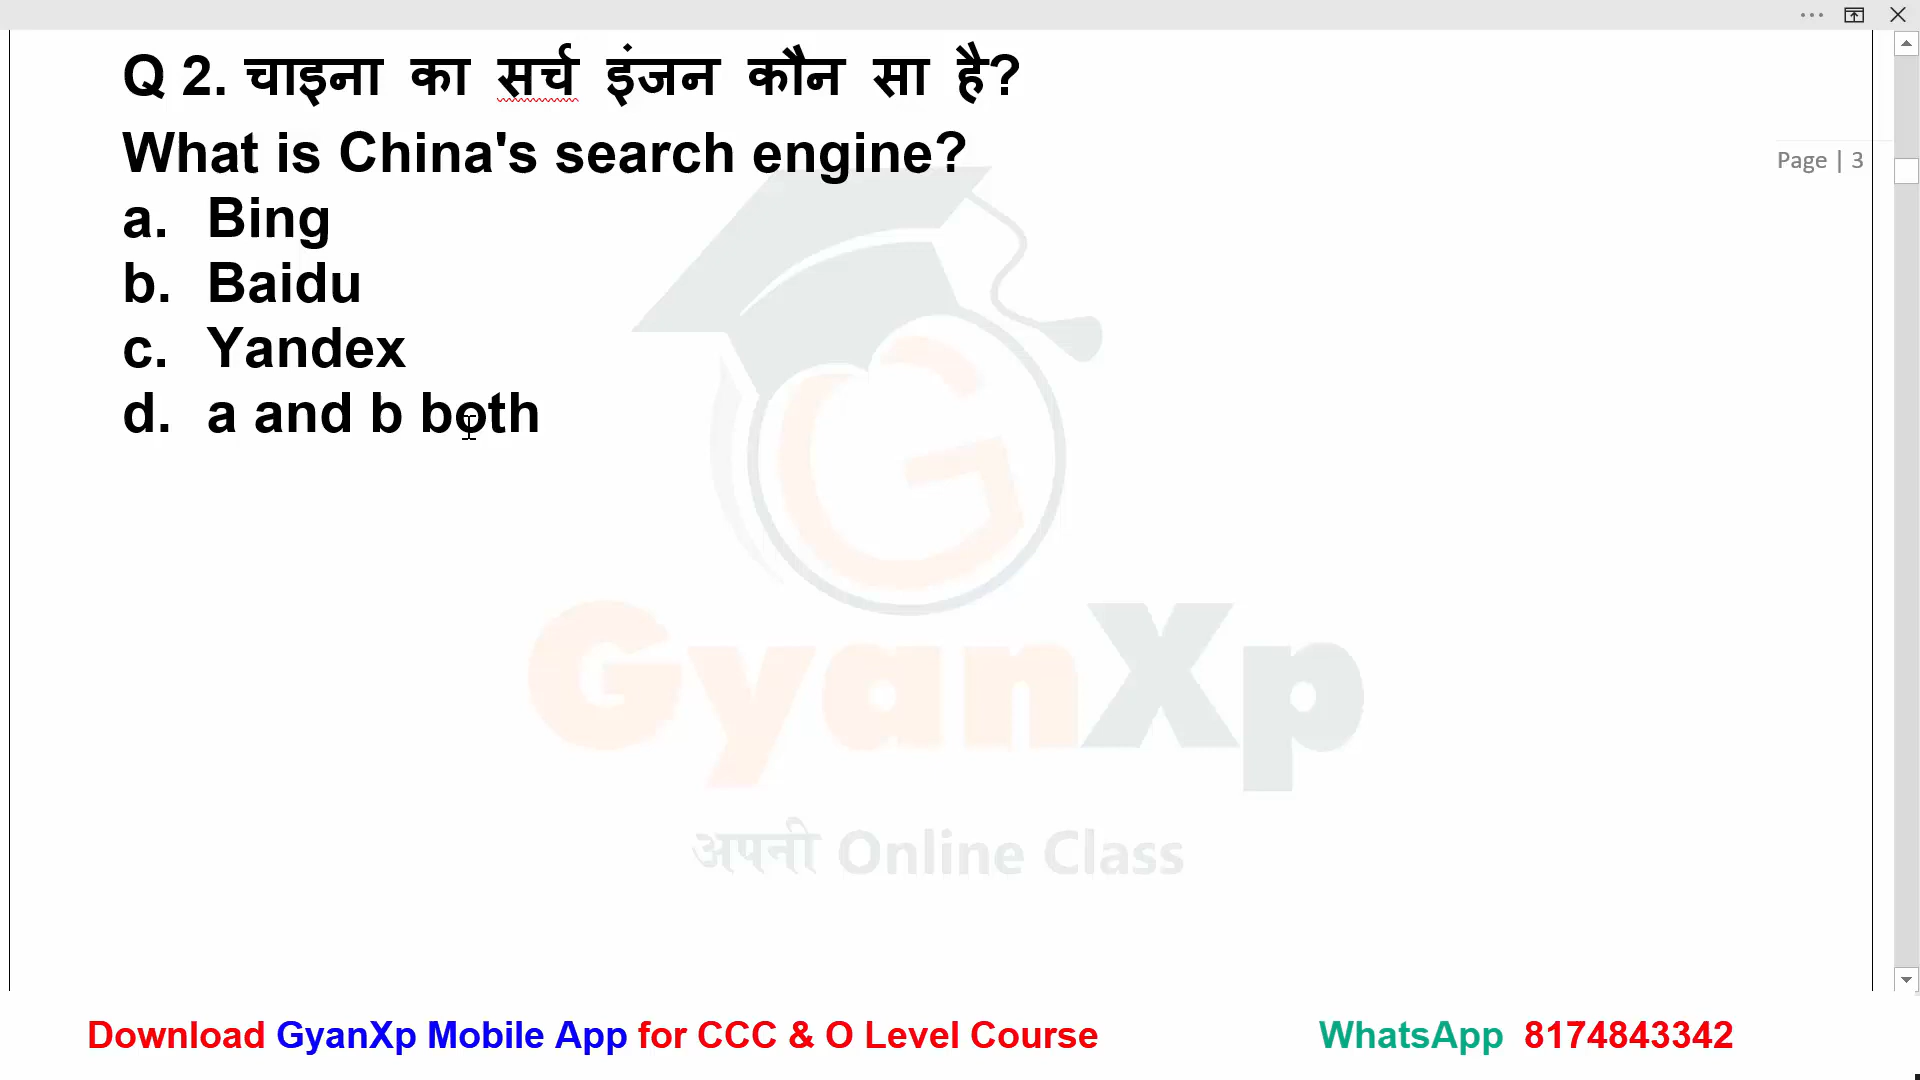 Q 2. चाइना का सर्च इंजन कौन सा है?
What is China's search engine?
Page | 3
a. Bing
b. Baidu
c. Yandex
d. a and b both
G
GyanXp
अपनी Online Class
Download GyanXp Mobile App for CCC & O Level Course
WhatsApp 8174843342